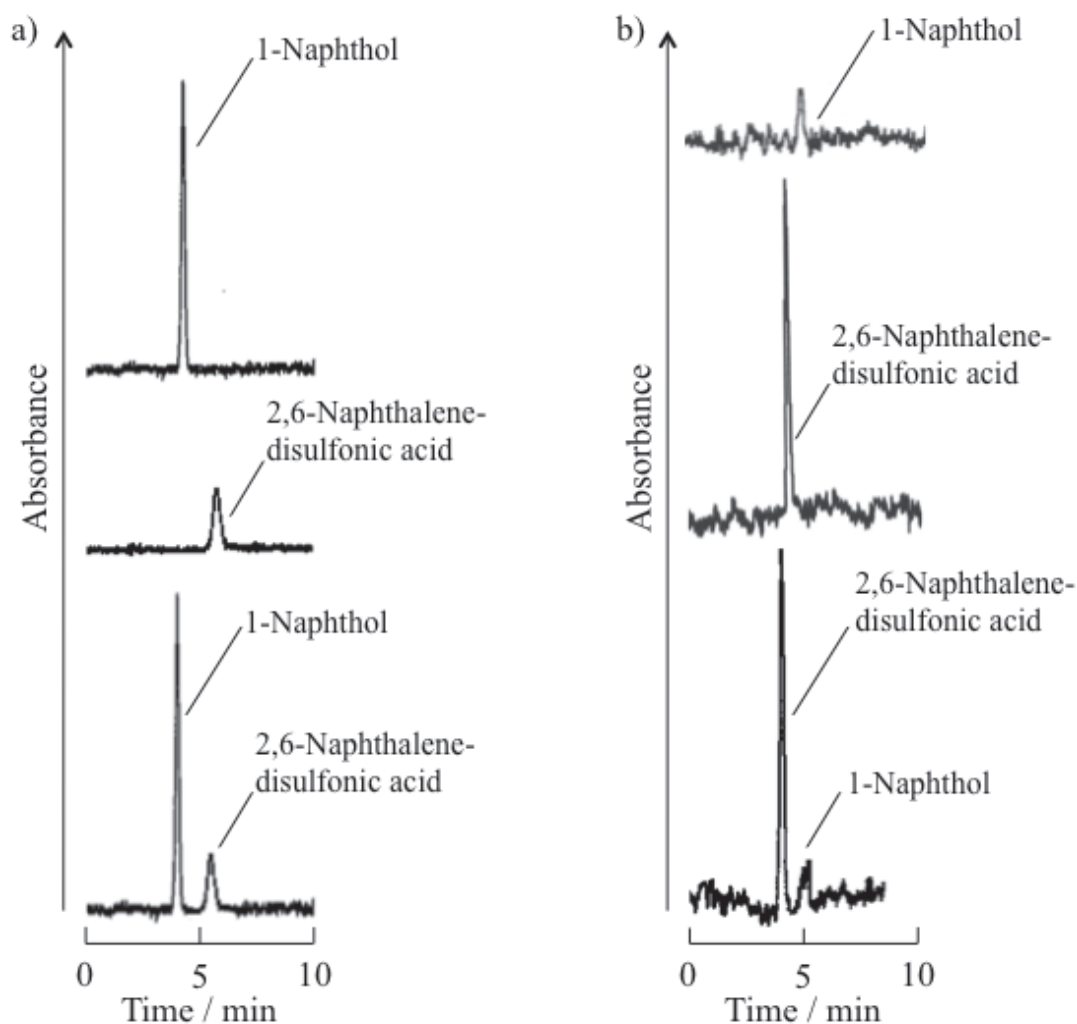 a)
1-Naphthol
2,6-Naphthalene-
disulfonic acid
1-Naphthol
2,6-Naphthalene-
disulfonic acid
Absorbance
0
5
10
Time / min
b)
1-Naphthol
2,6-Naphthalene-
disulfonic acid
2,6-Naphthalene-
disulfonic acid
1-Naphthol
Absorbance
0
5
10
Time / min